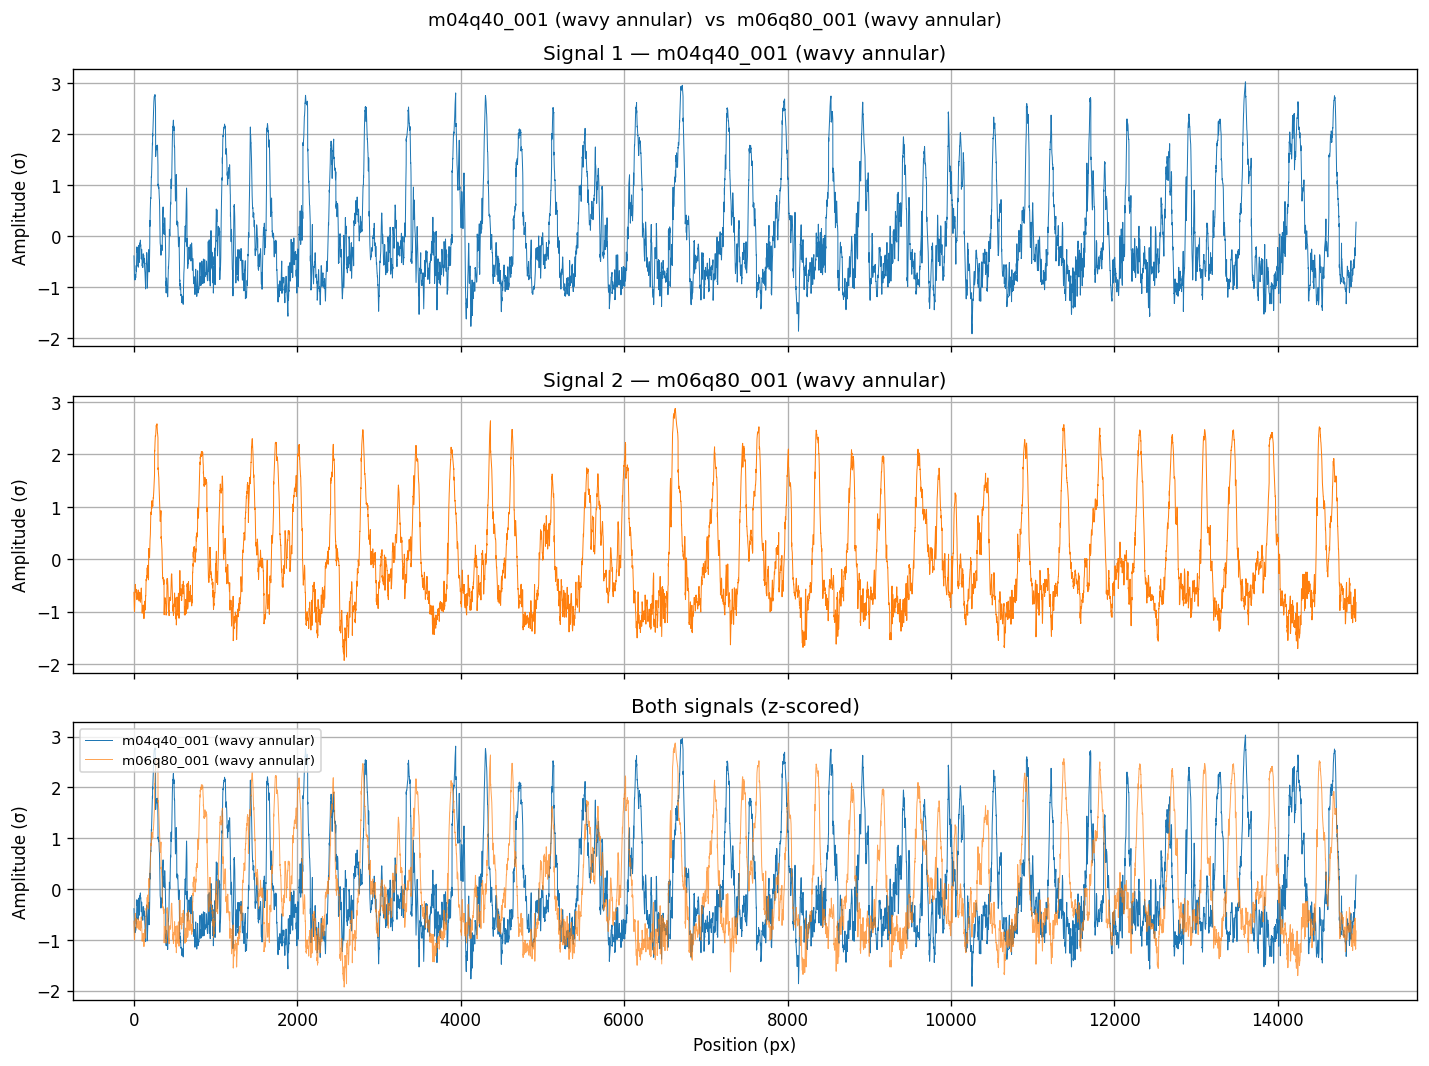 m04q40_001 (wavy annular)  vs  m06q80_001 (wavy annular)
Signal 1 — m04q40_001 (wavy annular)
3
2
1
0
−1
−2
Amplitude (σ)
Signal 2 — m06q80_001 (wavy annular)
3
2
1
0
−1
−2
Amplitude (σ)
Both signals (z-scored)
m04q40_001 (wavy annular)
m06q80_001 (wavy annular)
3
2
1
0
−1
−2
Amplitude (σ)
0 2000 4000 6000 8000 10000 12000 14000
Position (px)